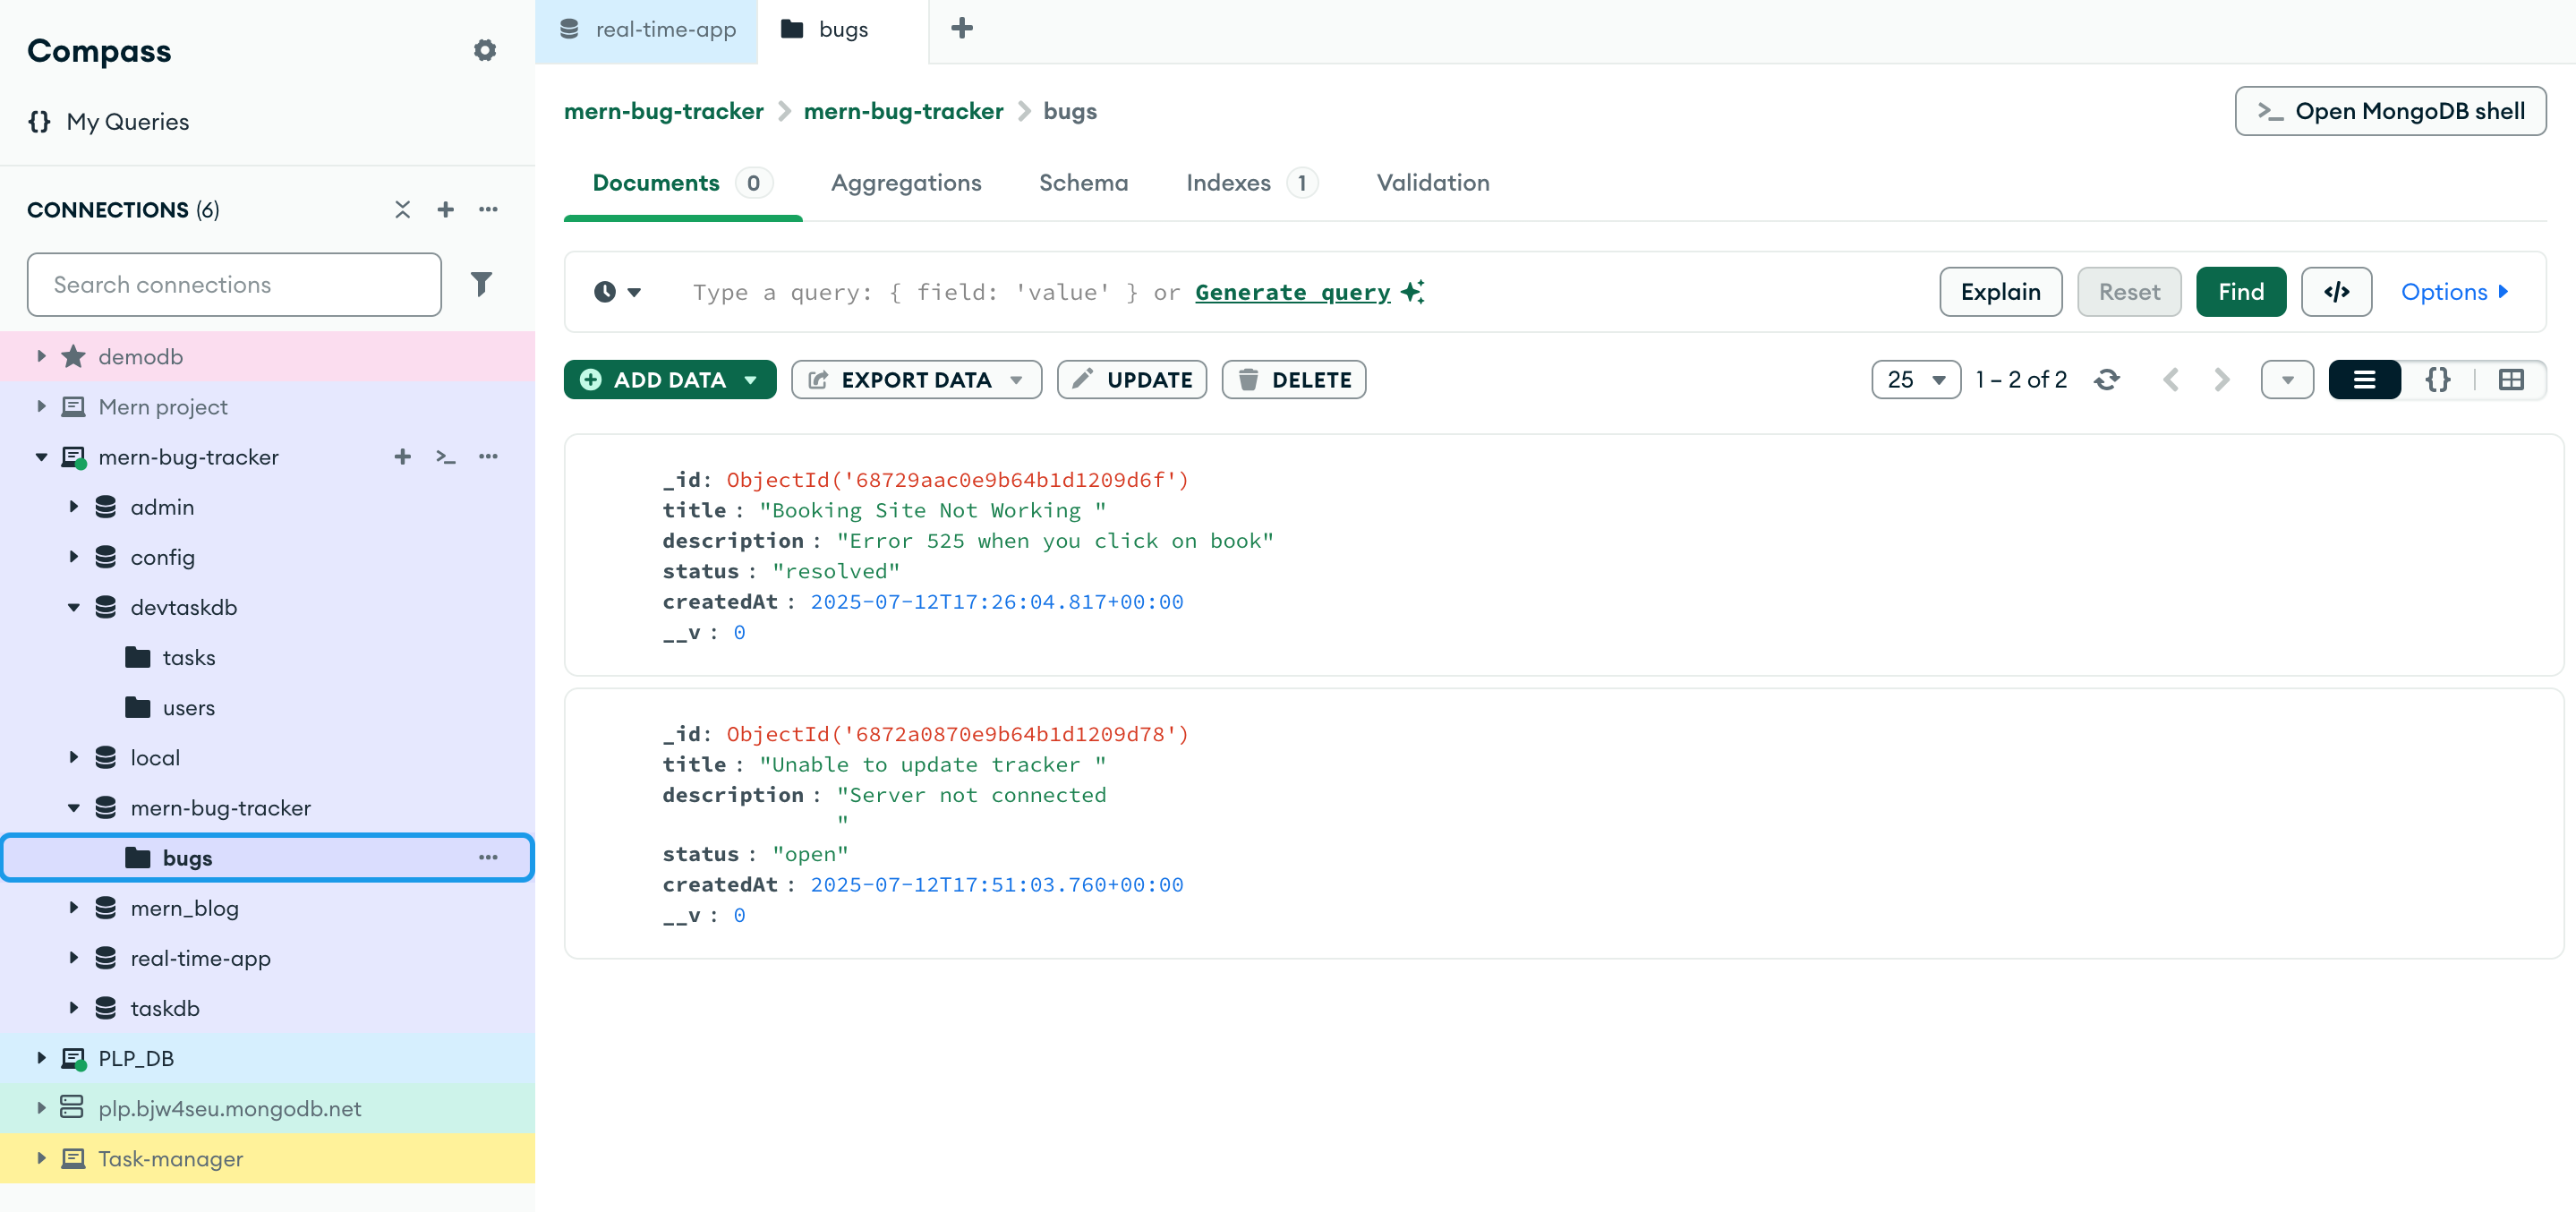 Compass
My Queries
CONNECTIONS (6)
Search connections
demodb
Mern project
mern-bug-tracker
admin
config
devtaskdb
tasks
users
local
mern-bug-tracker
bugs
mern_blog
real-time-app
taskdb
PLP_DB
plp.bjw4seu.mongodb.net
Task-manager
real-time-app
bugs
mern-bug-tracker > mern-bug-tracker > bugs
>_ Open MongoDB shell
Documents 0 Aggregations Schema Indexes 1 Validation
Type a query: { field: 'value' } or Generate query
Explain Reset Find </> Options
ADD DATA EXPORT DATA UPDATE DELETE
25 1 – 2 of 2
_id: ObjectId('68729aac0e9b64b1d1209d6f')
title : "Booking Site Not Working "
description : "Error 525 when you click on book"
status : "resolved"
createdAt : 2025-07-12T17:26:04.817+00:00
__v : 0
_id: ObjectId('6872a0870e9b64b1d1209d78')
title : "Unable to update tracker "
description : "Server not connected
"
status : "open"
createdAt : 2025-07-12T17:51:03.760+00:00
__v : 0